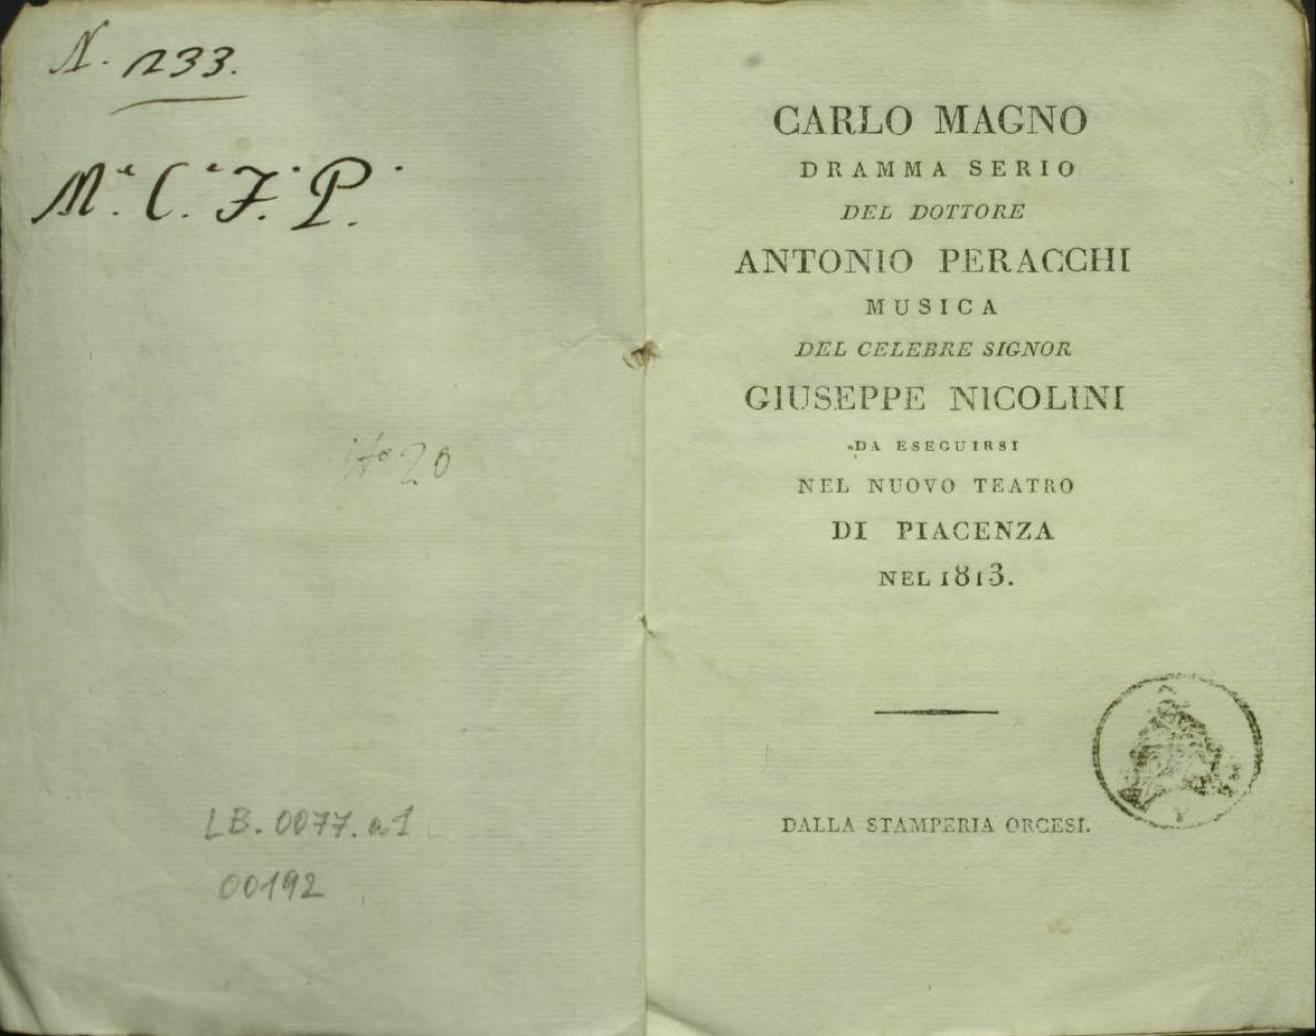 N. 233.
M.ª C.ª F. P.
20
LB.0077.a1
00192
CARLO MAGNO
DRAMMA SERIO
DEL DOTTORE
ANTONIO PERACCHI
MUSICA
DEL CELEBRE SIGNOR
GIUSEPPE NICOLINI
DA ESEGUIRSI
NEL NUOVO TEATRO
DI PIACENZA
NEL 1813.
DALLA STAMPERIA ORCESI.